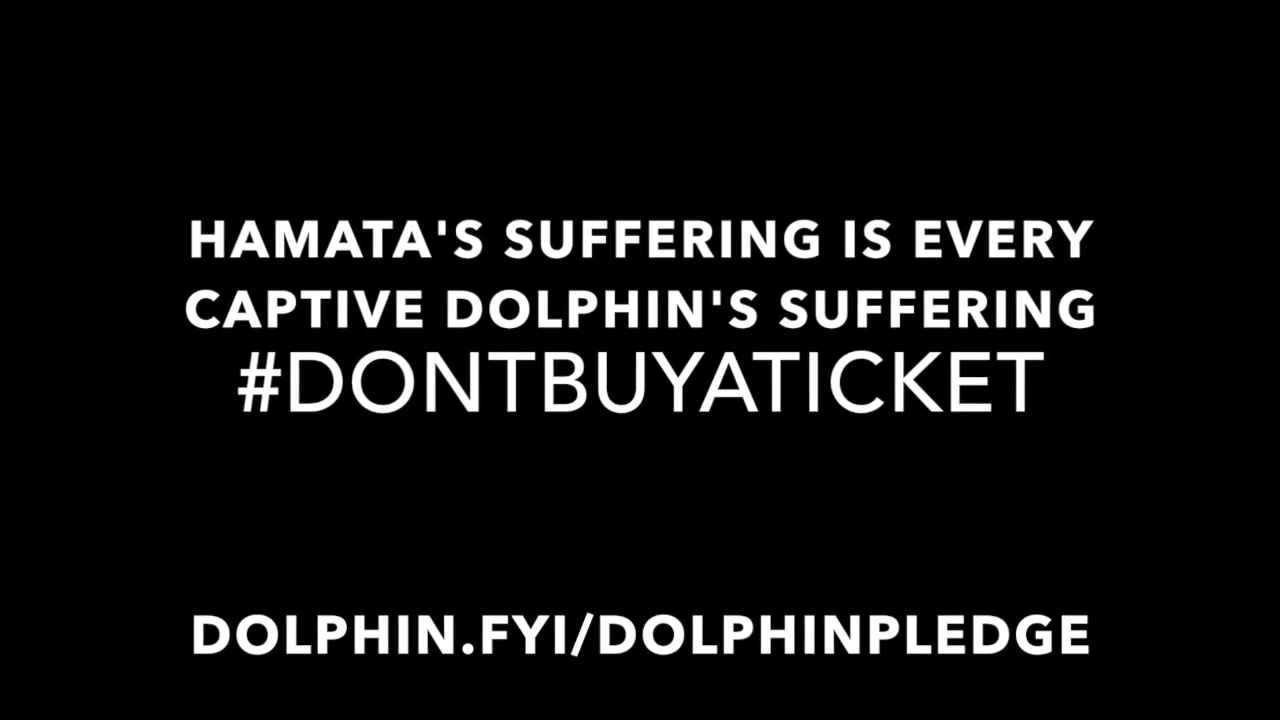 HAMATA'S SUFFERING IS EVERY
CAPTIVE DOLPHIN'S SUFFERING
#DONTBUYATICKET
DOLPHIN.FYI/DOLPHINPLEDGE